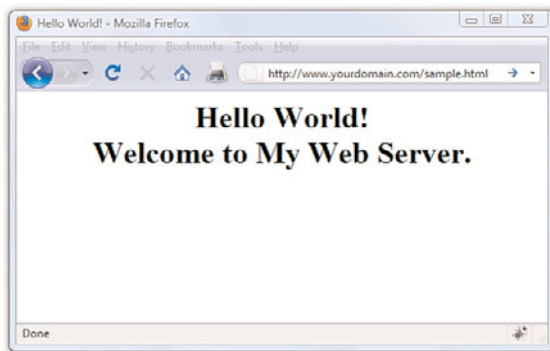 Hello World! - Mozilla Firefox
File Edit View History Bookmarks Tools Help
http://www.yourdomain.com/sample.html
Hello World!
Welcome to My Web Server.
Done